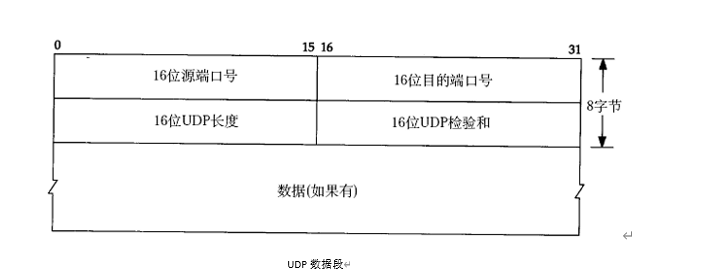 0 15 16 31
16位源端口号 16位目的端口号
8字节
16位UDP长度 16位UDP检验和
数据(如果有)
UDP 数据段